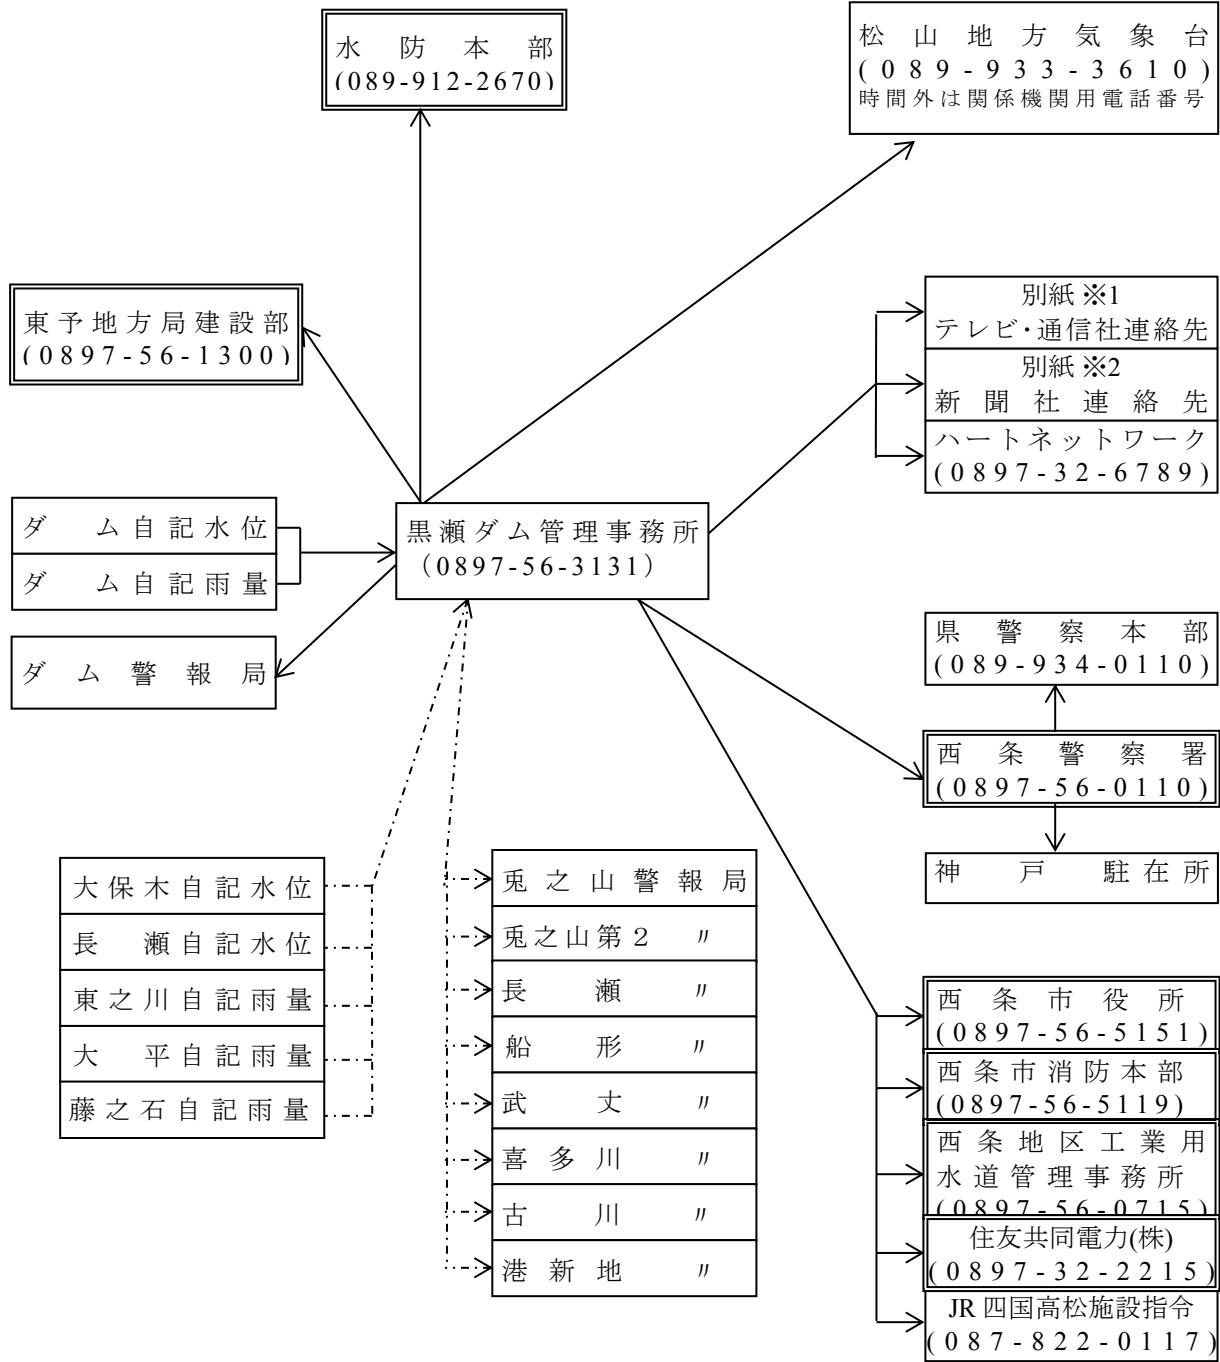 水防本部
(089-912-2670)
松山地方気象台
(089-933-3610)
時間外は関係機関用電話番号
東予地方局建設部
(0897-56-1300)
別紙※1
テレビ・通信社連絡先
別紙※2
新聞社連絡先
ハートネットワーク
(0897-32-6789)
ダム自記水位
ダム自記雨量
ダム警報局
黒瀬ダム管理事務所
(0897-56-3131)
県警察本部
(089-934-0110)
西条警察署
(0897-56-0110)
神戸駐在所
大保木自記水位
長瀬自記水位
東之川自記雨量
大平自記雨量
藤之石自記雨量
兎之山警報局
兎之山第2 〃
長瀬 〃
船形 〃
武丈 〃
喜多川 〃
古川 〃
港新地 〃
西条市役所
(0897-56-5151)
西条市消防本部
(0897-56-5119)
西条地区工業用
水道管理事務所
(0897-56-0715)
住友共同電力(株)
(0897-32-2215)
JR四国高松施設指令
(087-822-0117)